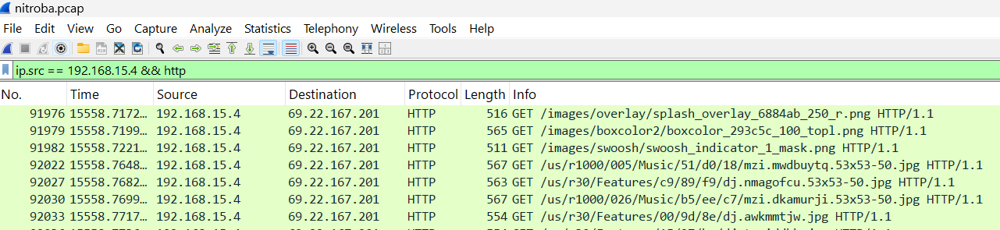 nitroba.pcap
File Edit View Go Capture Analyze Statistics Telephony Wireless Tools Help
ip.src == 192.168.15.4 && http
No. Time Source Destination Protocol Length Info
91976 15558.7172… 192.168.15.4 69.22.167.201 HTTP 516 GET /images/overlay/splash_overlay_6884ab_250_r.png HTTP/1.1
91979 15558.7199… 192.168.15.4 69.22.167.201 HTTP 565 GET /images/boxcolor2/boxcolor_293c5c_100_topl.png HTTP/1.1
91982 15558.7221… 192.168.15.4 69.22.167.201 HTTP 511 GET /images/swoosh/swoosh_indicator_1_mask.png HTTP/1.1
92022 15558.7648… 192.168.15.4 69.22.167.201 HTTP 567 GET /us/r1000/005/Music/51/d0/18/mzi.mwdbuytq.53x53-50.jpg HTTP/1.1
92027 15558.7682… 192.168.15.4 69.22.167.201 HTTP 563 GET /us/r30/Features/c9/89/f9/dj.nmagofcu.53x53-50.jpg HTTP/1.1
92030 15558.7699… 192.168.15.4 69.22.167.201 HTTP 567 GET /us/r1000/026/Music/b5/ee/c7/mzi.dkamurji.53x53-50.jpg HTTP/1.1
92033 15558.7717… 192.168.15.4 69.22.167.201 HTTP 554 GET /us/r30/Features/00/9d/8e/dj.awkmmtjw.jpg HTTP/1.1